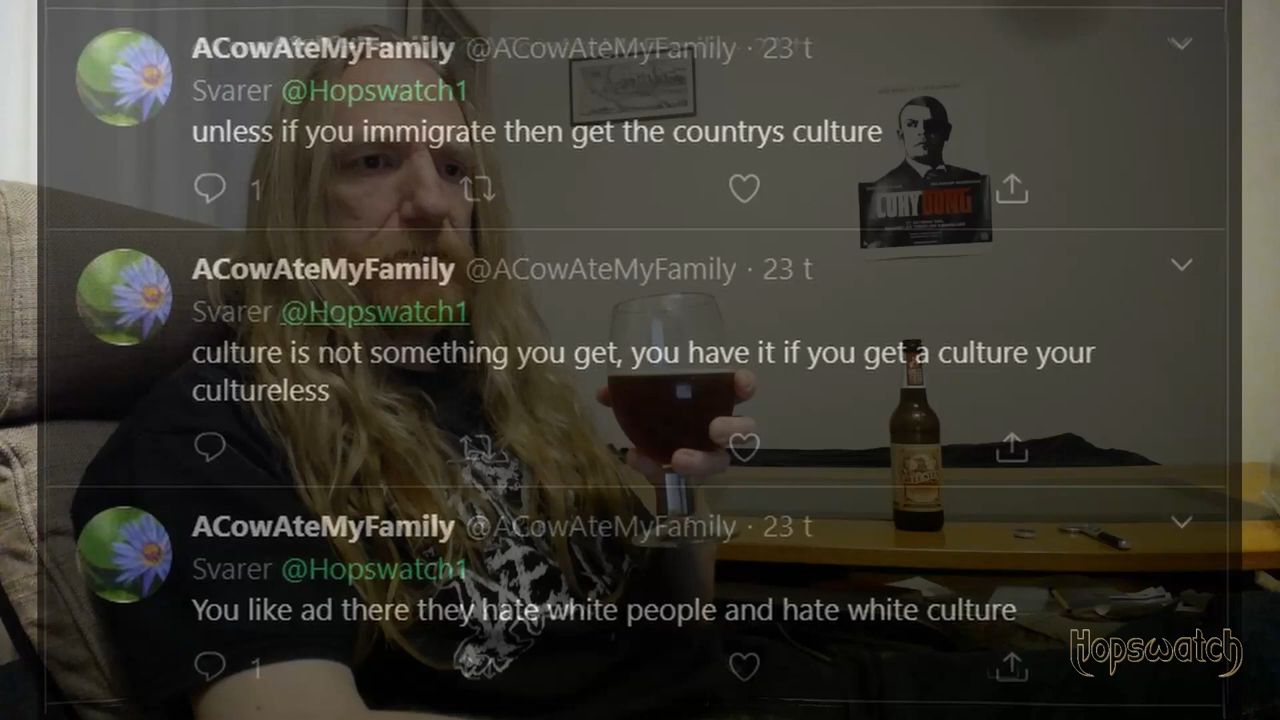 ACowAteMyFamily @ACowAteMyFamily · 23 t
Svarer @Hopswatch1
unless if you immigrate then get the countrys culture
1
ACowAteMyFamily @ACowAteMyFamily · 23 t
Svarer @Hopswatch1
culture is not something you get, you have it if you get a culture your
cultureless
ACowAteMyFamily @ACowAteMyFamily · 23 t
Svarer @Hopswatch1
You like ad there they hate white people and hate white culture
1
Hopswatch